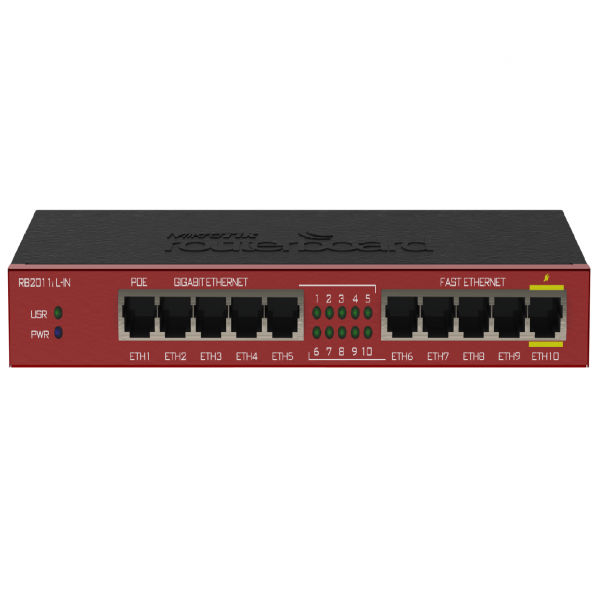 MikroTik
routerboard
RB2011iL-IN
POE GIGABIT ETHERNET
FAST ETHERNET
USR
PWR
1 2 3 4 5
6 7 8 9 10
ETH1 ETH2 ETH3 ETH4 ETH5
ETH6 ETH7 ETH8 ETH9 ETH10